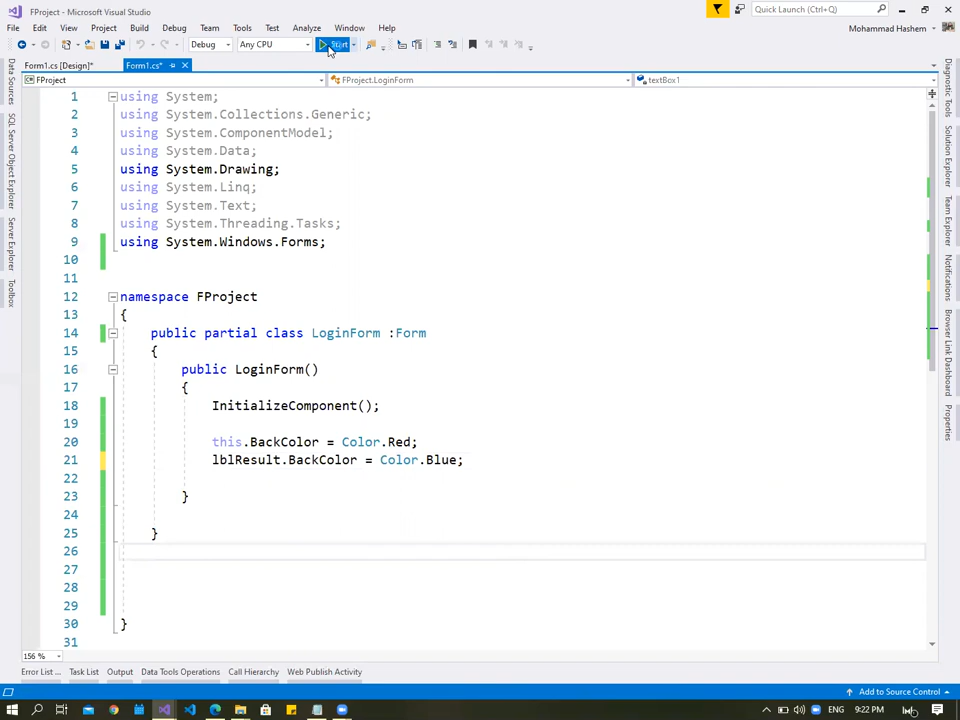 FProject - Microsoft Visual Studio
Quick Launch (Ctrl+Q)
File Edit View Project Build Debug Team Tools Test Analyze Window Help
Mohammad Hashem
Debug Any CPU Start
Form1.cs [Design]* Form1.cs*
FProject FProject.LoginForm textBox1
1 using System;
2 using System.Collections.Generic;
3 using System.ComponentModel;
4 using System.Data;
5 using System.Drawing;
6 using System.Linq;
7 using System.Text;
8 using System.Threading.Tasks;
9 using System.Windows.Forms;
10
11
12 namespace FProject
13 {
14 public partial class LoginForm :Form
15 {
16 public LoginForm()
17 {
18 InitializeComponent();
19
20 this.BackColor = Color.Red;
21 lblResult.BackColor = Color.Blue;
22
23 }
24
25 }
26
27
28
29
30 }
31
156 %
Data Sources
SQL Server Object Explorer
Server Explorer
Toolbox
Diagnostic Tools
Solution Explorer
Team Explorer
Notifications
Browser Link Dashboard
Properties
Error List ... Task List Output Data Tools Operations Call Hierarchy Web Publish Activity
Add to Source Control
ENG 9:22 PM